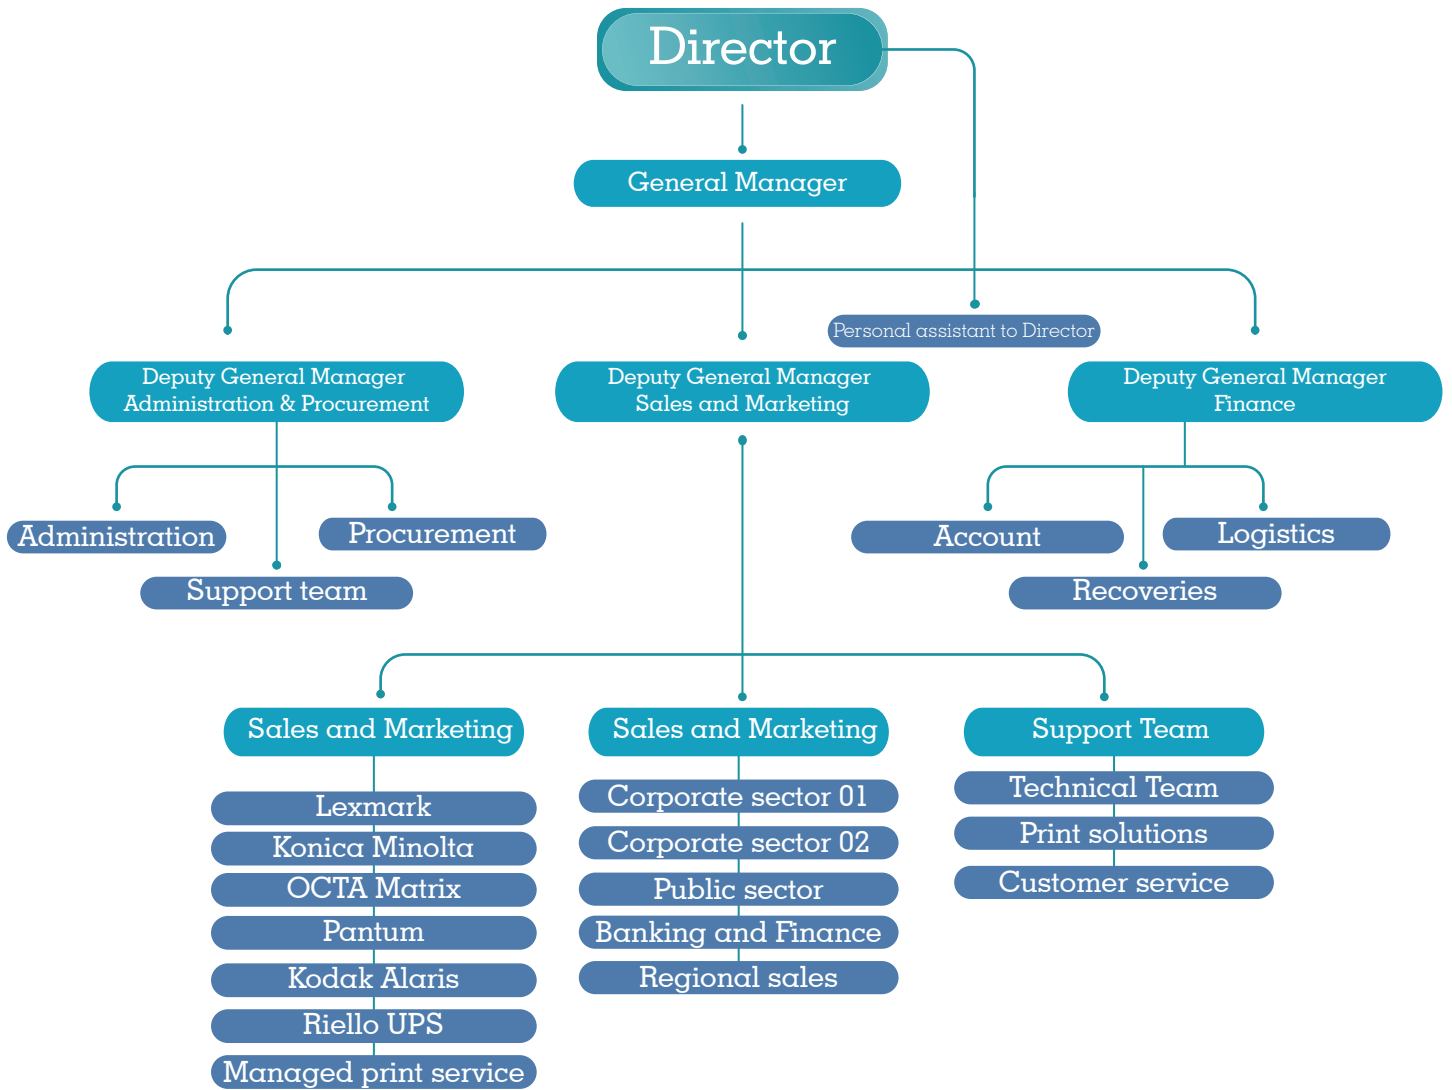 Director
General Manager
Personal assistant to Director
Deputy General Manager
Administration & Procurement
Deputy General Manager
Sales and Marketing
Deputy General Manager
Finance
Administration
Procurement
Support team
Account
Logistics
Recoveries
Sales and Marketing
Lexmark
Konica Minolta
OCTA Matrix
Pantum
Kodak Alaris
Riello UPS
Managed print service
Sales and Marketing
Corporate sector 01
Corporate sector 02
Public sector
Banking and Finance
Regional sales
Support Team
Technical Team
Print solutions
Customer service